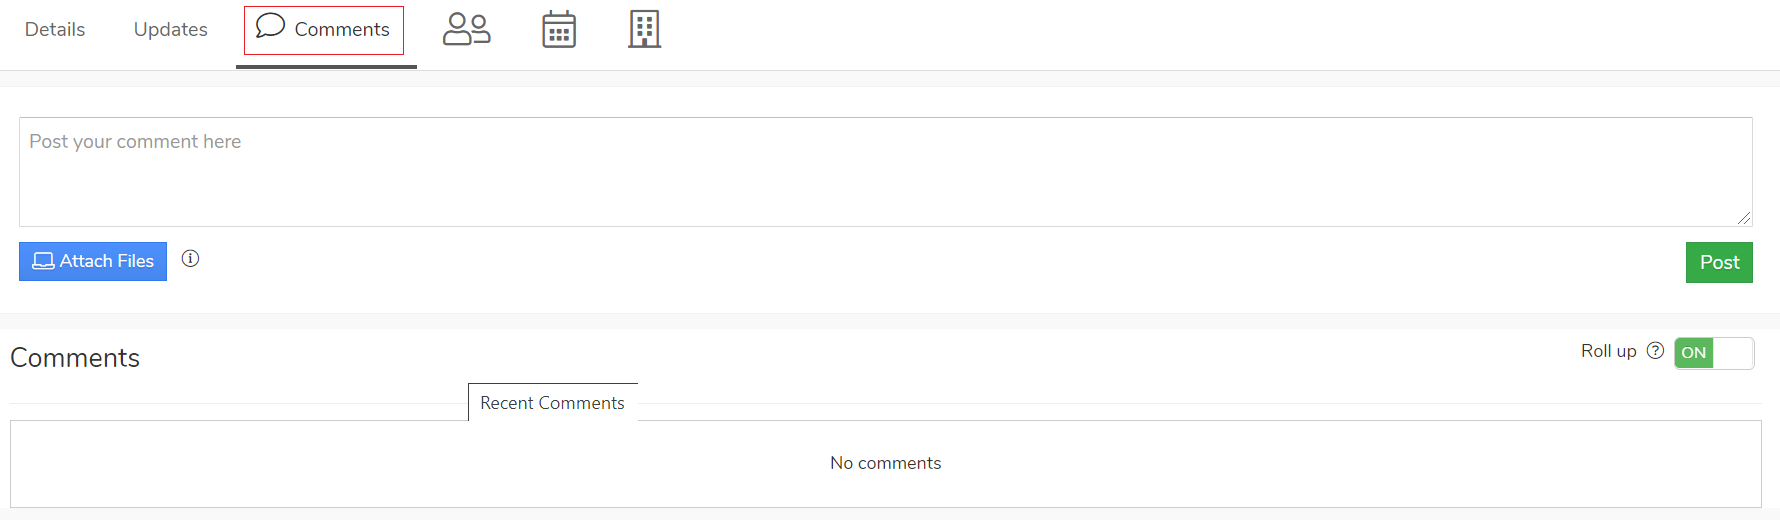 Details Updates Comments
Post your comment here
Attach Files
Post
Comments
Roll up ON
Recent Comments
No comments